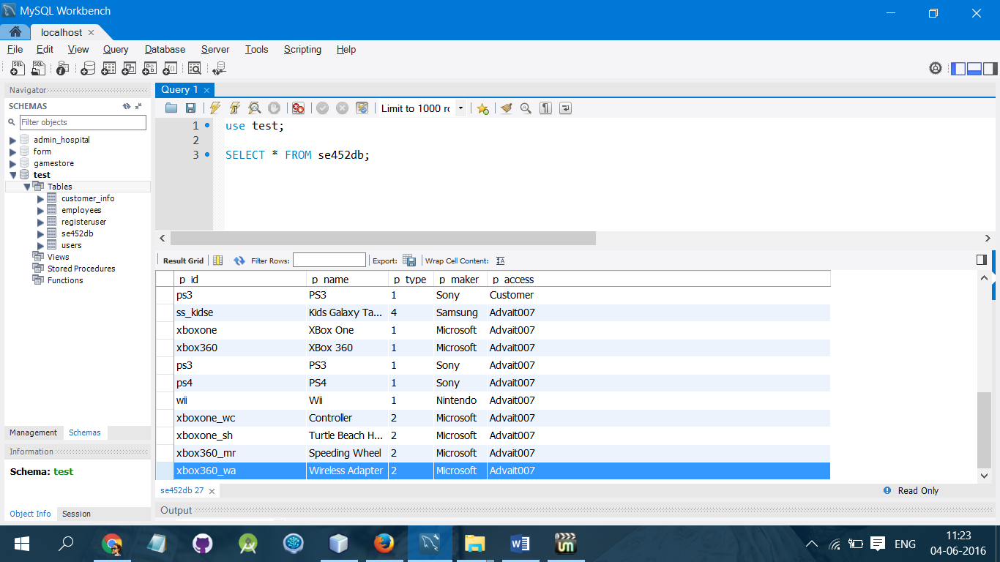 MySQL Workbench
localhost
File Edit View Query Database Server Tools Scripting Help
Navigator
SCHEMAS
Filter objects
admin_hospital
form
gamestore
test
Tables
customer_info
employees
registeruser
se452db
users
Views
Stored Procedures
Functions
Management Schemas
Information
Schema: test
Object Info Session
Query 1
Limit to 1000 rc
1 use test;
2
3 SELECT * FROM se452db;
Result Grid Filter Rows: Export: Wrap Cell Content:
p_id p_name p_type p_maker p_access
ps3 PS3 1 Sony Customer
ss_kidse Kids Galaxy Ta... 4 Samsung Advait007
xboxone XBox One 1 Microsoft Advait007
xbox360 XBox 360 1 Microsoft Advait007
ps3 PS3 1 Sony Advait007
ps4 PS4 1 Sony Advait007
wii Wii 1 Nintendo Advait007
xboxone_wc Controller 2 Microsoft Advait007
xboxone_sh Turtle Beach H... 2 Microsoft Advait007
xbox360_mr Speeding Wheel 2 Microsoft Advait007
xbox360_wa Wireless Adapter 2 Microsoft Advait007
se452db 27 Read Only
Output
ENG
11:23
04-06-2016